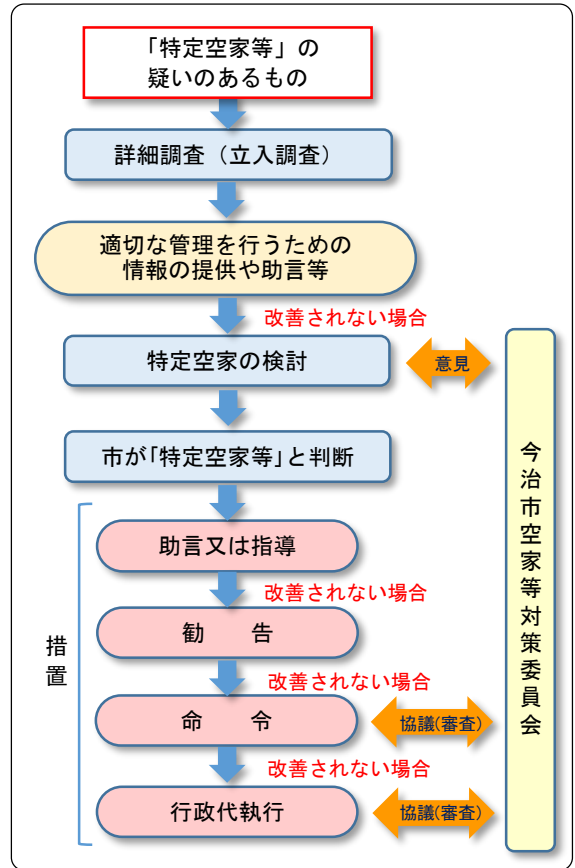 「特定空家等」の
疑いのあるもの
詳細調査（立入調査）
適切な管理を行うための
情報の提供や助言等
改善されない場合
特定空家の検討
意見
市が｢特定空家等｣と判断
今治市空家等対策委員会
措置
助言又は指導
改善されない場合
勧　　告
改善されない場合
命　　令
協議(審査)
改善されない場合
行政代執行
協議(審査)